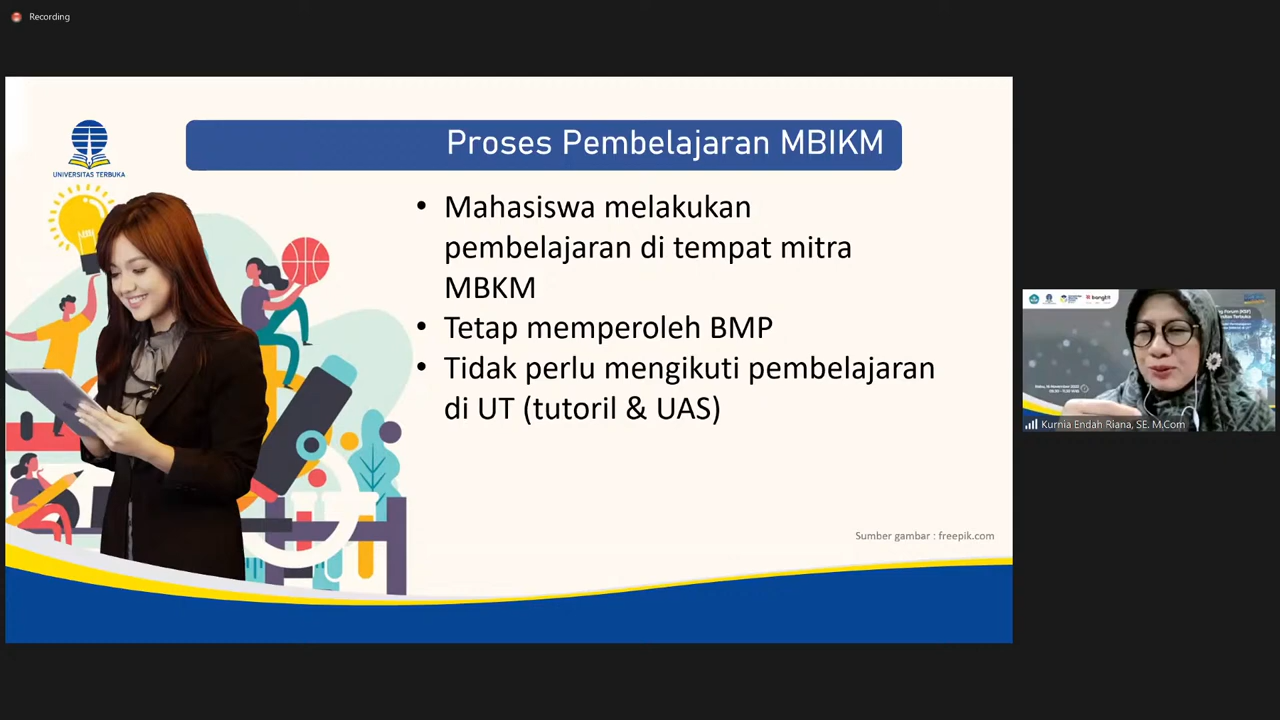 Recording
UNIVERSITAS TERBUKA
Proses Pembelajaran MBIKM
• Mahasiswa melakukan
pembelajaran di tempat mitra
MBKM
• Tetap memperoleh BMP
• Tidak perlu mengikuti pembelajaran
di UT (tutoril & UAS)
Sumber gambar : freepik.com
bangkit
Kurnia Endah Riana, SE. M.Com